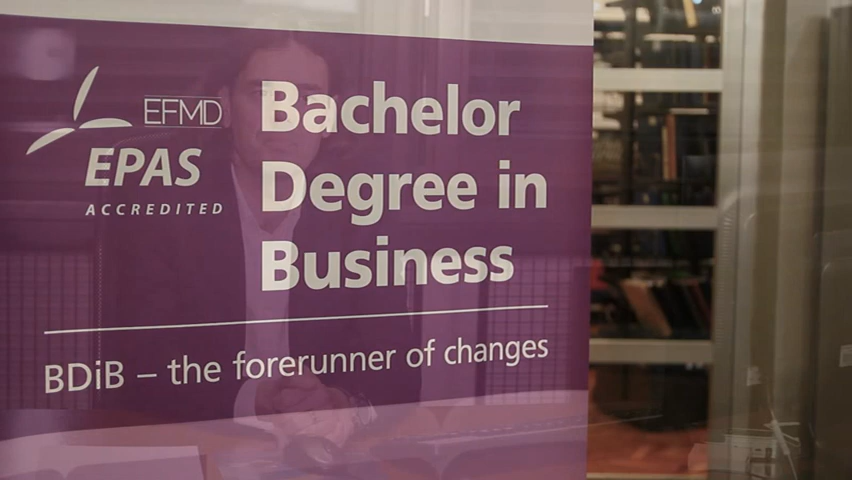 EFMD
EPAS
ACCREDITED
Bachelor
Degree in
Business
BDiB – the forerunner of changes